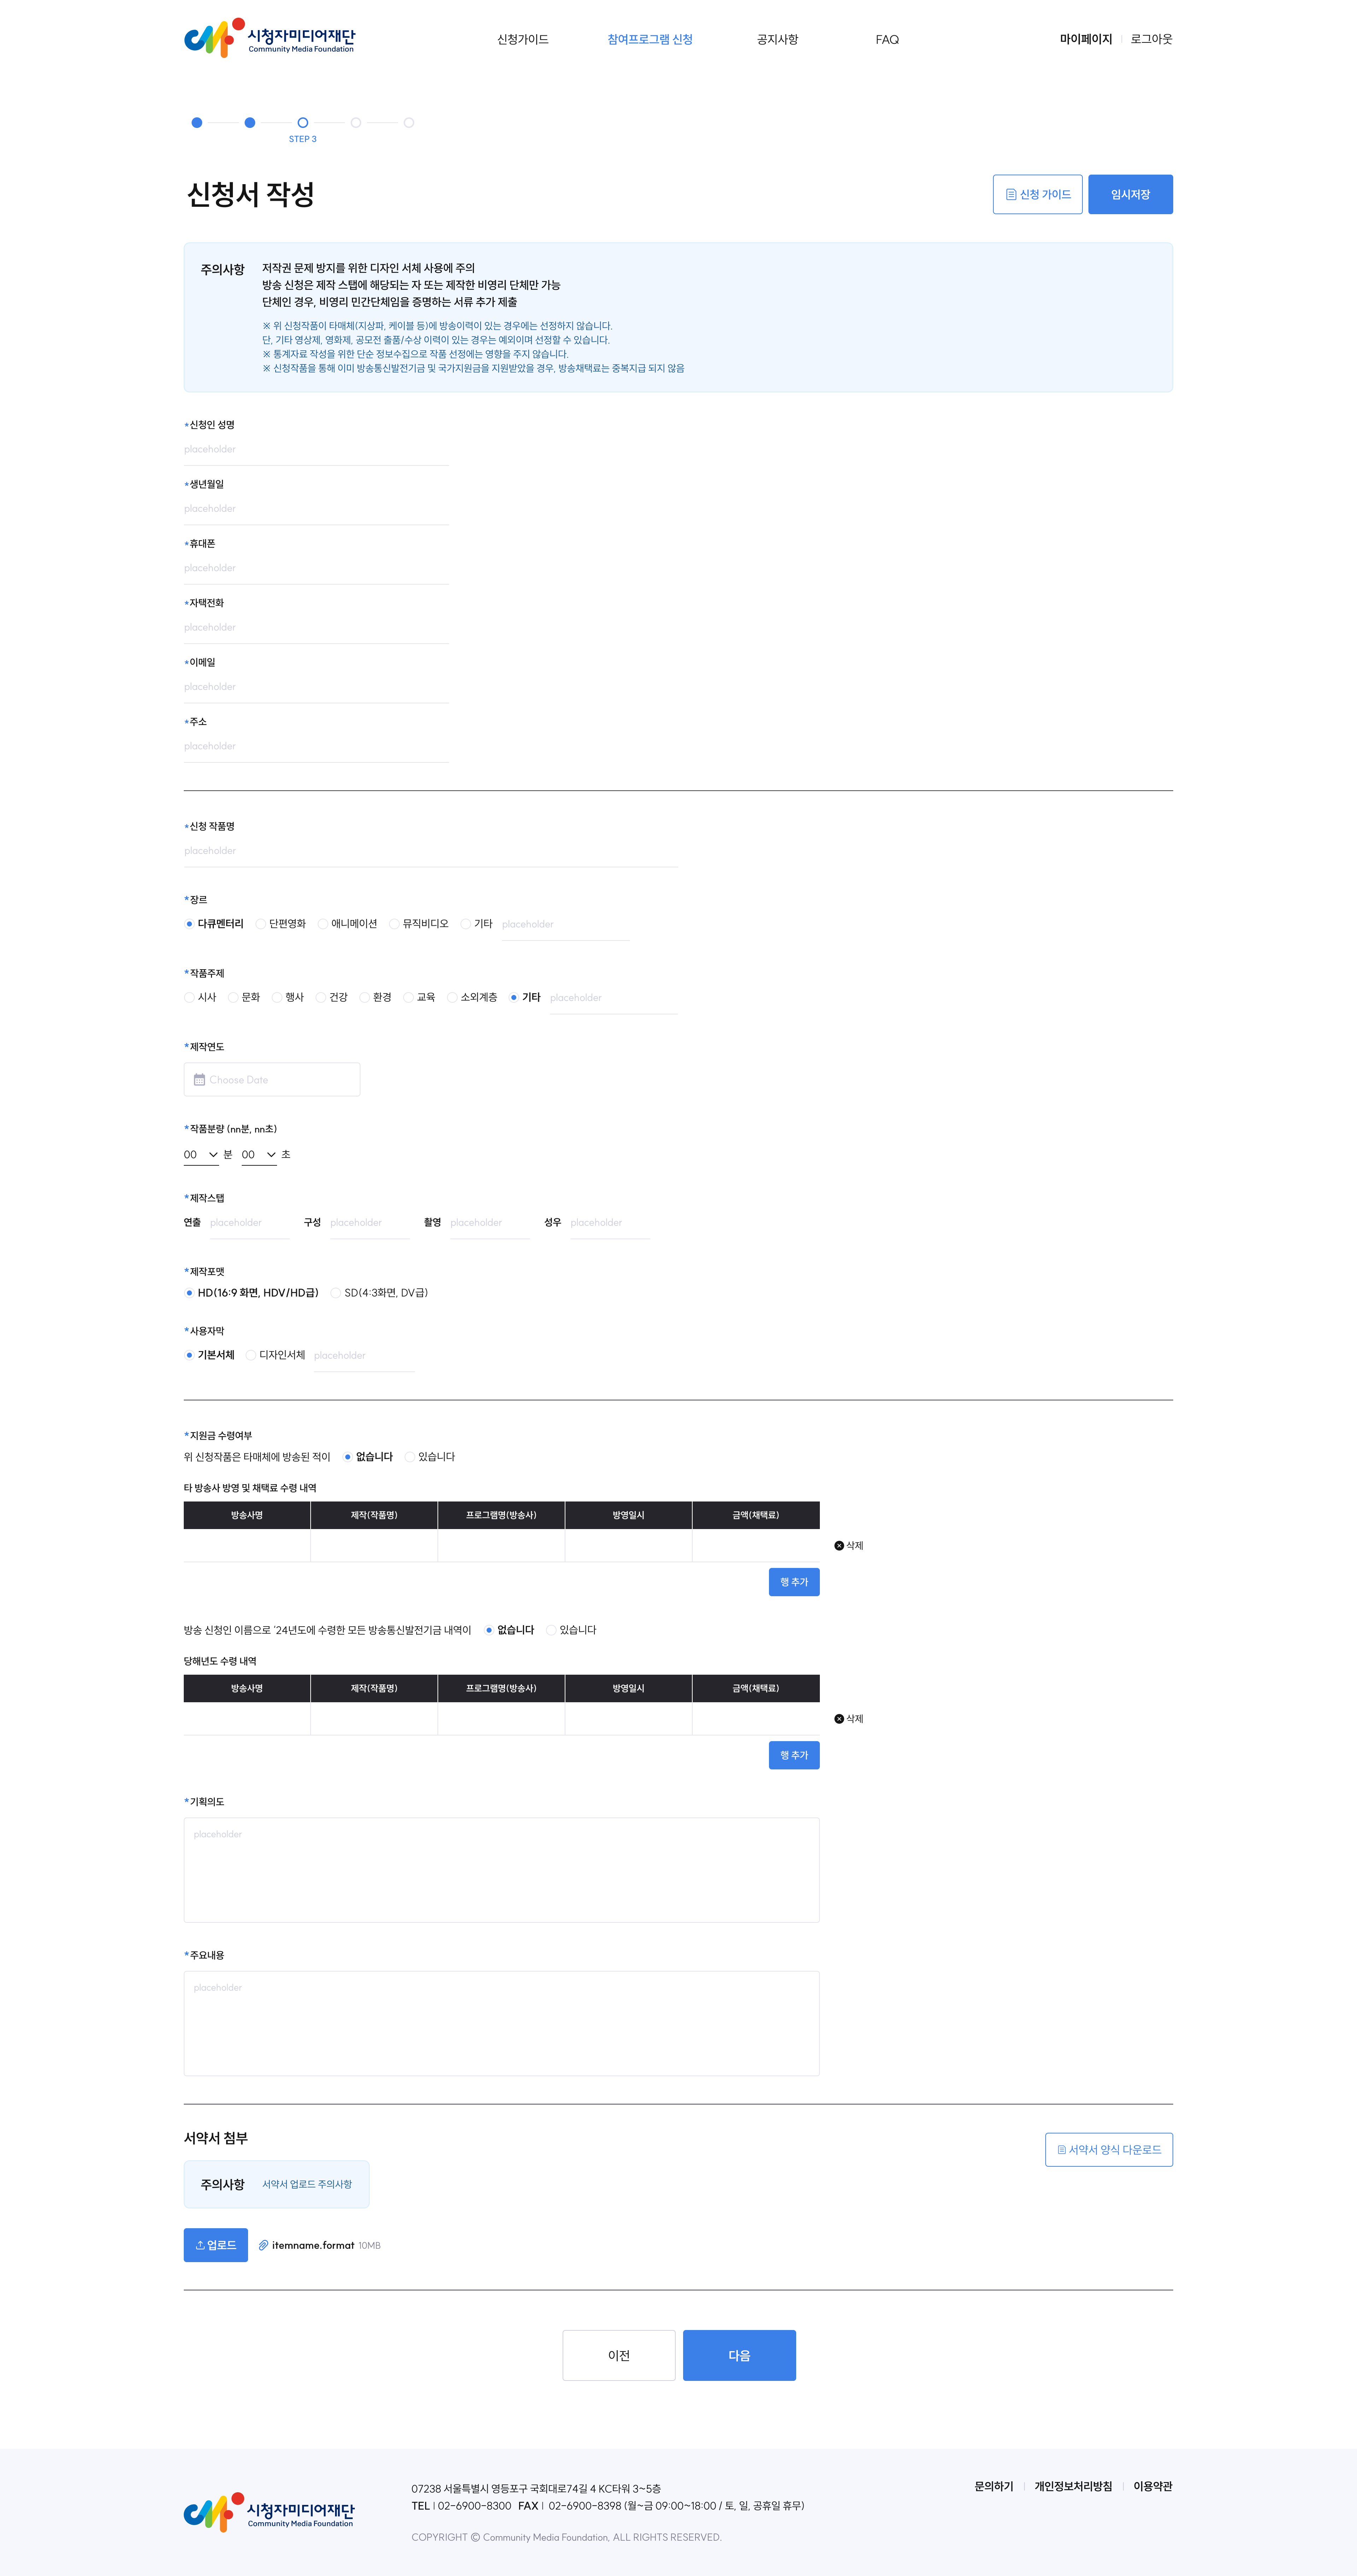 시청자미디어재단
Community Media Foundation
신청가이드 참여프로그램 신청 공지사항 FAQ
마이페이지 | 로그아웃
STEP 3
신청서 작성
신청 가이드 임시저장
주의사항
저작권 문제 방지를 위한 디자인 서체 사용에 주의
방송 신청은 제작 스탭에 해당되는 자 또는 제작한 비영리 단체만 가능
단체인 경우, 비영리 민간단체임을 증명하는 서류 추가 제출
※ 위 신청작품이 타매체(지상파, 케이블 등)에 방송이력이 있는 경우에는 선정하지 않습니다.
단, 기타 영상제, 영화제, 공모전 출품/수상 이력이 있는 경우는 예외이며 선정할 수 있습니다.
※ 통계자료 작성을 위한 단순 정보수집으로 작품 선정에는 영향을 주지 않습니다.
※ 신청작품을 통해 이미 방송통신발전기금 및 국가지원금을 지원받았을 경우, 방송채택료는 중복지급 되지 않음
*신청인 성명
placeholder
*생년월일
placeholder
*휴대폰
placeholder
*자택전화
placeholder
*이메일
placeholder
*주소
placeholder
*신청 작품명
placeholder
*장르
다큐멘터리 단편영화 애니메이션 뮤직비디오 기타 placeholder
*작품주제
시사 문화 행사 건강 환경 교육 소외계층 기타 placeholder
*제작연도
Choose Date
*작품분량 (nn분, nn초)
00 분 00 초
*제작스탭
연출 placeholder 구성 placeholder 촬영 placeholder 성우 placeholder
*제작포맷
HD(16:9 화면, HDV/HD급) SD(4:3화면, DV급)
*사용자막
기본서체 디자인서체 placeholder
*지원금 수령여부
위 신청작품은 타매체에 방송된 적이 없습니다 있습니다
타 방송사 방영 및 채택료 수령 내역
방송사명 제작(작품명) 프로그램명(방송사) 방영일시 금액(채택료)
삭제
행 추가
방송 신청인 이름으로 '24년도에 수령한 모든 방송통신발전기금 내역이 없습니다 있습니다
당해년도 수령 내역
방송사명 제작(작품명) 프로그램명(방송사) 방영일시 금액(채택료)
삭제
행 추가
*기획의도
placeholder
*주요내용
placeholder
서약서 첨부
서약서 양식 다운로드
주의사항 서약서 업로드 주의사항
업로드 itemname.format 10MB
이전 다음
시청자미디어재단
Community Media Foundation
07238 서울특별시 영등포구 국회대로74길 4 KC타워 3~5층
TEL | 02-6900-8300 FAX | 02-6900-8398 (월~금 09:00~18:00 / 토, 일, 공휴일 휴무)
COPYRIGHT © Community Media Foundation, ALL RIGHTS RESERVED.
문의하기 | 개인정보처리방침 | 이용약관